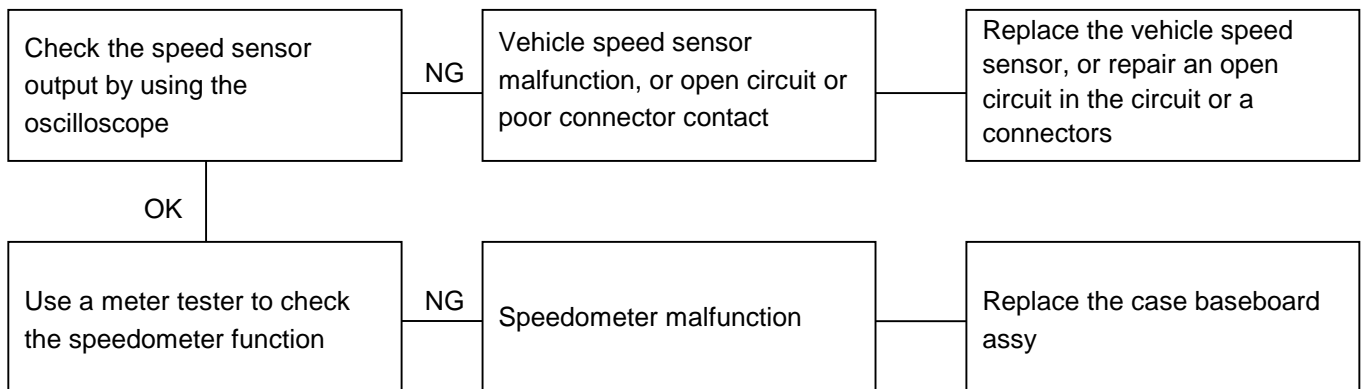 Check the speed sensor
output by using the
oscilloscope
NG
Vehicle speed sensor
malfunction, or open circuit or
poor connector contact
Replace the vehicle speed
sensor, or repair an open
circuit in the circuit or a
connectors
OK
Use a meter tester to check
the speedometer function
NG
Speedometer malfunction
Replace the case baseboard
assy